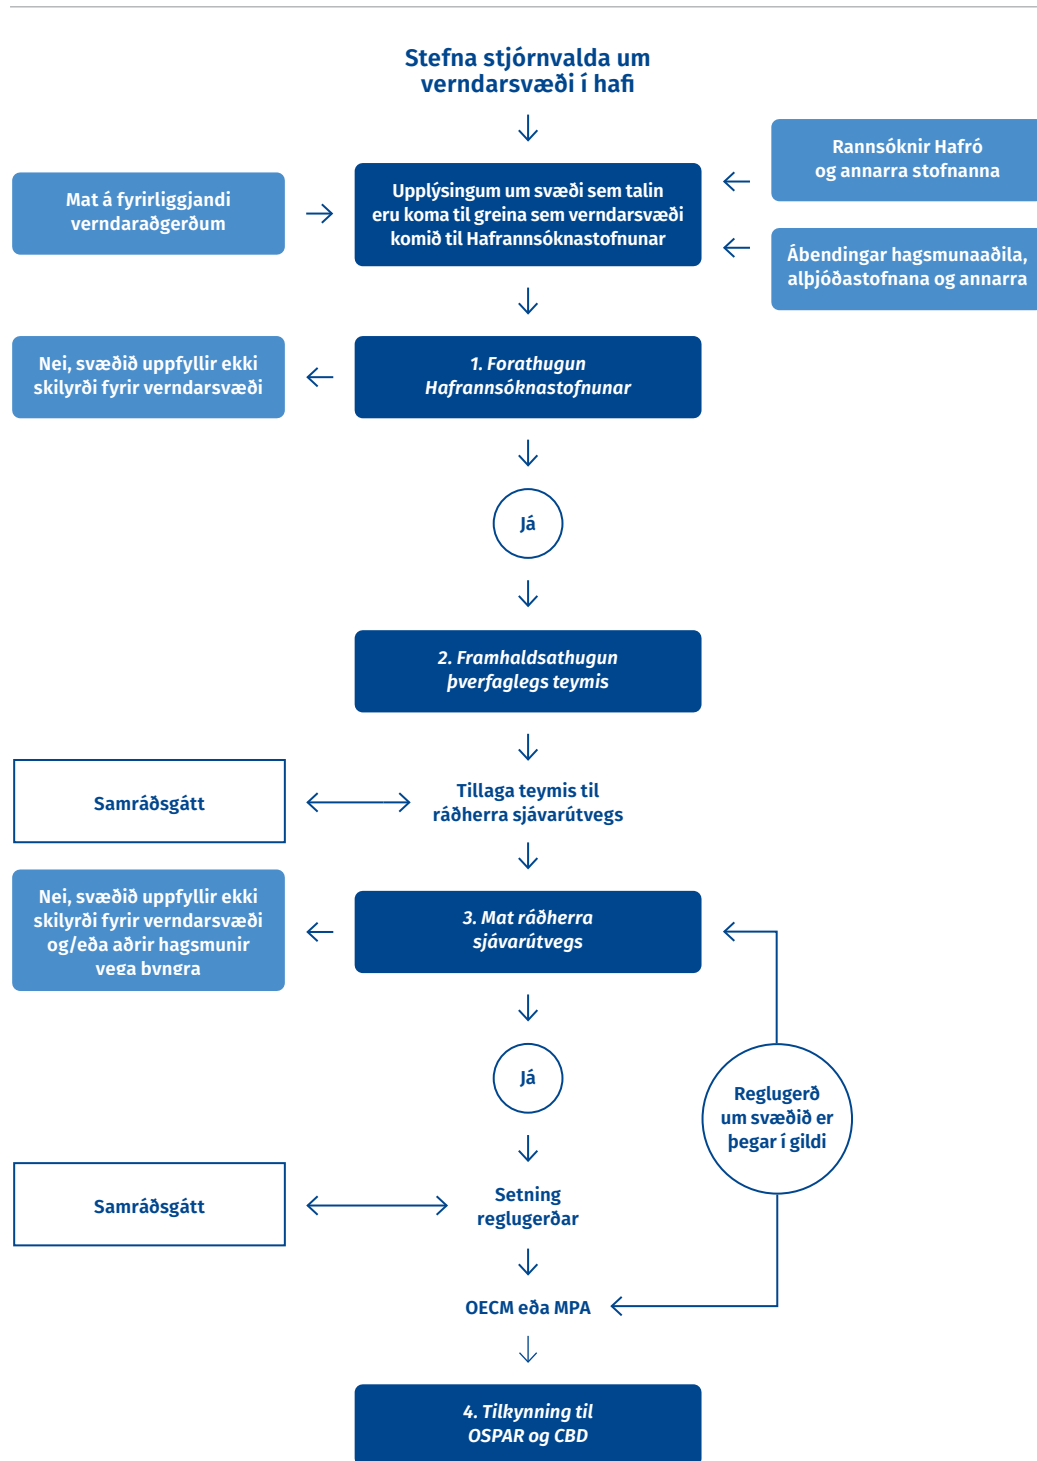 Stefna stjórnvalda um
verndarsvæði í hafi
Rannsóknir Hafró
og annarra stofnanna
Mat á fyrirliggjandi
verndaraðgerðum
Upplýsingum um svæði sem talin
eru koma til greina sem verndarsvæði
komið til Hafrannsóknastofnunar
Ábendingar hagsmunaaðila,
alþjóðastofnana og annarra
Nei, svæðið uppfyllir ekki
skilyrði fyrir verndarsvæði
1. Forathugun
Hafrannsóknastofnunar
Já
2. Framhaldsathugun
þverfaglegs teymis
Samráðsgátt
Tillaga teymis til
ráðherra sjávarútvegs
Nei, svæðið uppfyllir ekki
skilyrði fyrir verndarsvæði
og/eða aðrir hagsmunir
vega þyngra
3. Mat ráðherra
sjávarútvegs
Já
Reglugerð
um svæðið er
þegar í gildi
Samráðsgátt
Setning
reglugerðar
OECM eða MPA
4. Tilkynning til
OSPAR og CBD